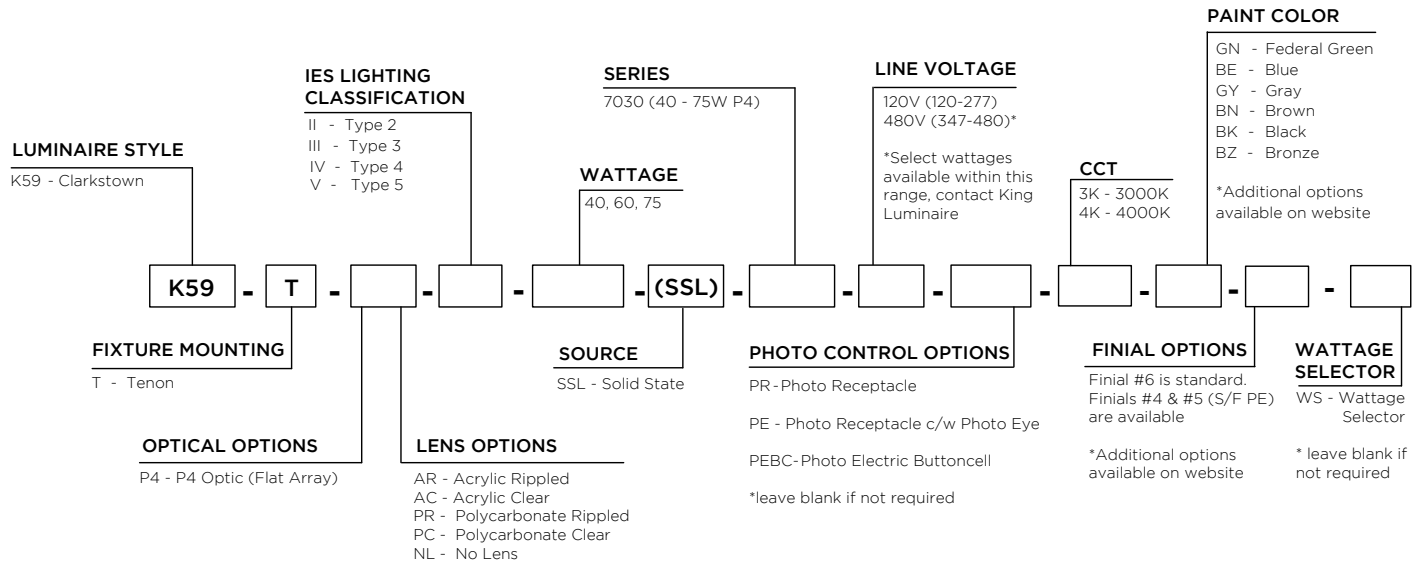 PAINT COLOR
GN - Federal Green
BE - Blue
GY - Gray
BN - Brown
BK - Black
BZ - Bronze
*Additional options
available on website
IES LIGHTING
CLASSIFICATION
II - Type 2
III - Type 3
IV - Type 4
V - Type 5
SERIES
7030 (40 - 75W P4)
LINE VOLTAGE
120V (120-277)
480V (347-480)*
*Select wattages
available within this
range, contact King
Luminaire
LUMINAIRE STYLE
K59 - Clarkstown
WATTAGE
40, 60, 75
CCT
3K - 3000K
4K - 4000K
K59 - T - - - - (SSL) - - - - - - -
FIXTURE MOUNTING
T - Tenon
SOURCE
SSL - Solid State
PHOTO CONTROL OPTIONS
PR-Photo Receptacle
PE - Photo Receptacle c/w Photo Eye
PEBC-Photo Electric Buttoncell
*leave blank if not required
FINIAL OPTIONS
Finial #6 is standard.
Finials #4 & #5 (S/F PE)
are available
*Additional options
available on website
WATTAGE
SELECTOR
WS - Wattage
Selector
* leave blank if
not required
OPTICAL OPTIONS
P4 - P4 Optic (Flat Array)
LENS OPTIONS
AR - Acrylic Rippled
AC - Acrylic Clear
PR - Polycarbonate Rippled
PC - Polycarbonate Clear
NL - No Lens